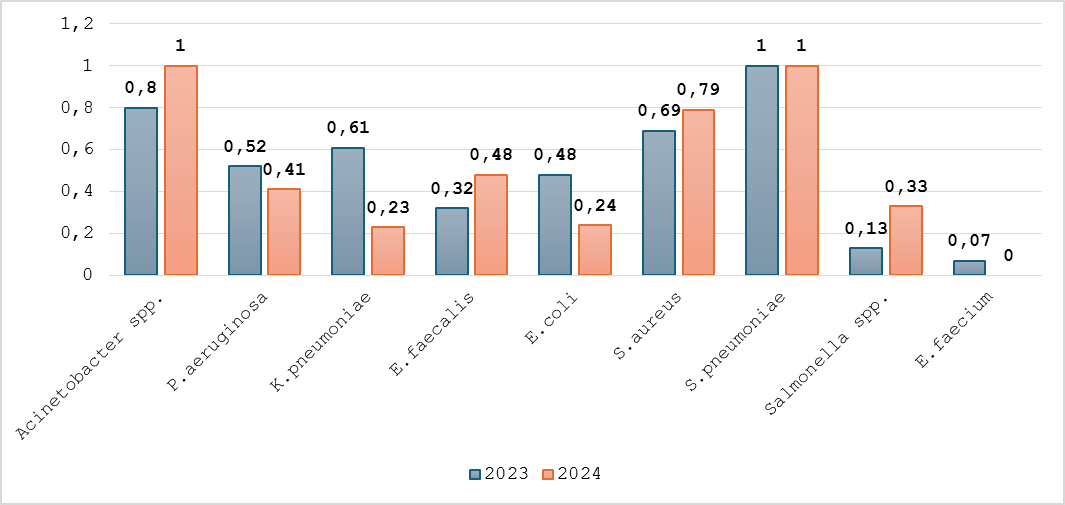 1,2
1
0,8
0,6
0,4
0,2
0
0,8
1
0,52
0,41
0,61
0,23
0,32
0,48
0,48
0,24
0,69
0,79
1
1
0,13
0,33
0,07
0
Acinetobacter spp.
P.aeruginosa
K.pneumoniae
E.faecalis
E.coli
S.aureus
S.pneumoniae
Salmonella spp.
E.faecium
2023 2024